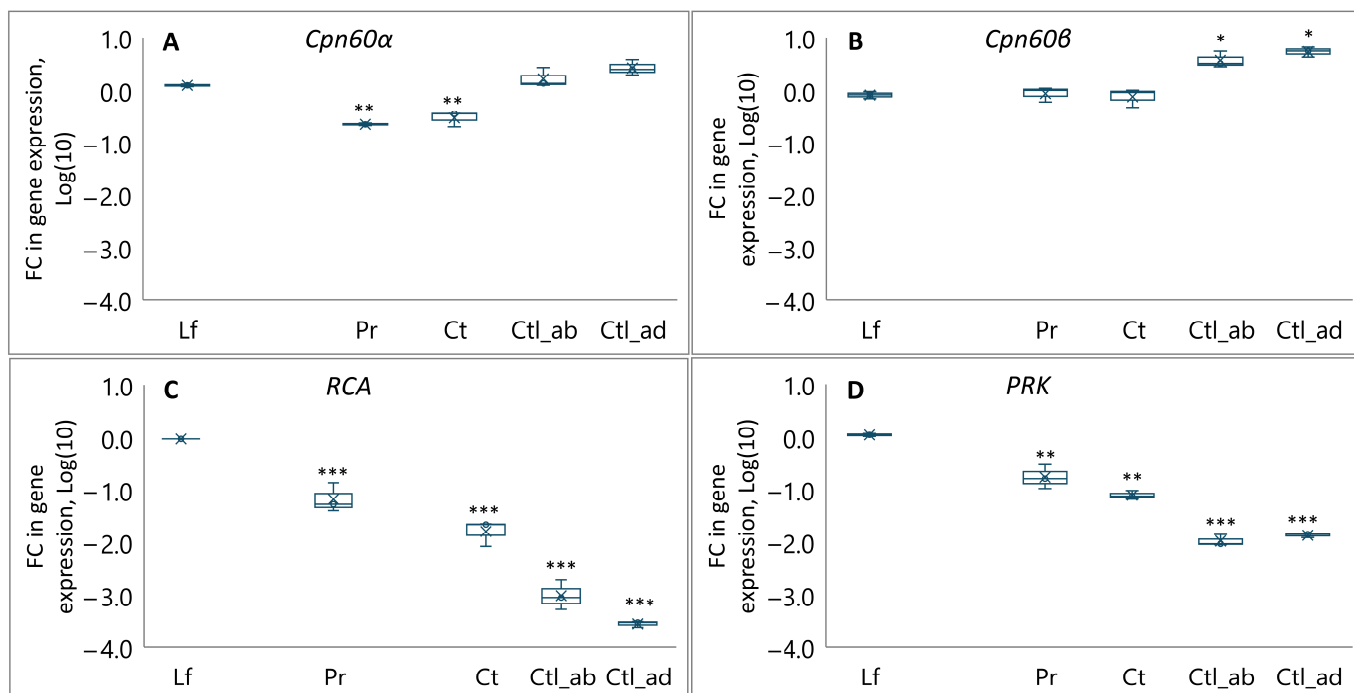 A
Cpn60α
FC in gene expression,
Log(10)
1.0
0.0
−1.0
−2.0
−3.0
−4.0
**
**
Lf
Pr
Ct
Ctl_ab
Ctl_ad
B
Cpn60β
FC in gene
expression, Log(10)
1.0
0.0
−1.0
−2.0
−3.0
−4.0
*
*
Lf
Pr
Ct
Ctl_ab
Ctl_ad
C
RCA
FC in gene
expression, Log(10)
1.0
0.0
−1.0
−2.0
−3.0
−4.0
***
***
***
***
Lf
Pr
Ct
Ctl_ab
Ctl_ad
D
PRK
FC in gene
expression, Log(10)
1.0
0.0
−1.0
−2.0
−3.0
−4.0
**
**
***
***
Lf
Pr
Ct
Ctl_ab
Ctl_ad